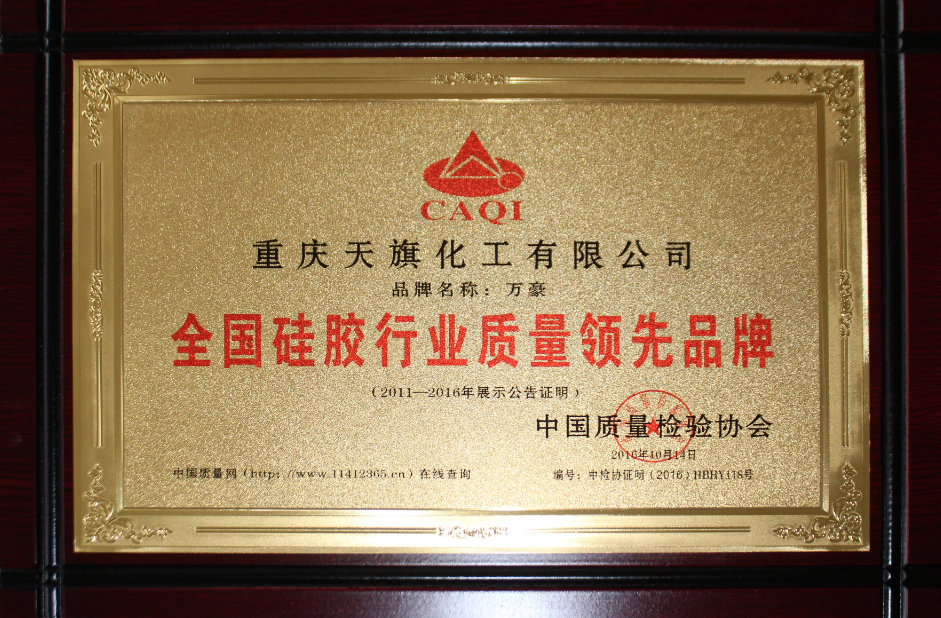 CAQI
重庆天旗化工有限公司
品牌名称：万豪
全国硅胶行业质量领先品牌
（2011—2016年展示公告证明）
中国质量检验协会
2016年10月14日
中国质量网（http://www.11412365.cn）在线查询
编号：中检协证明（2016）HBHY418号